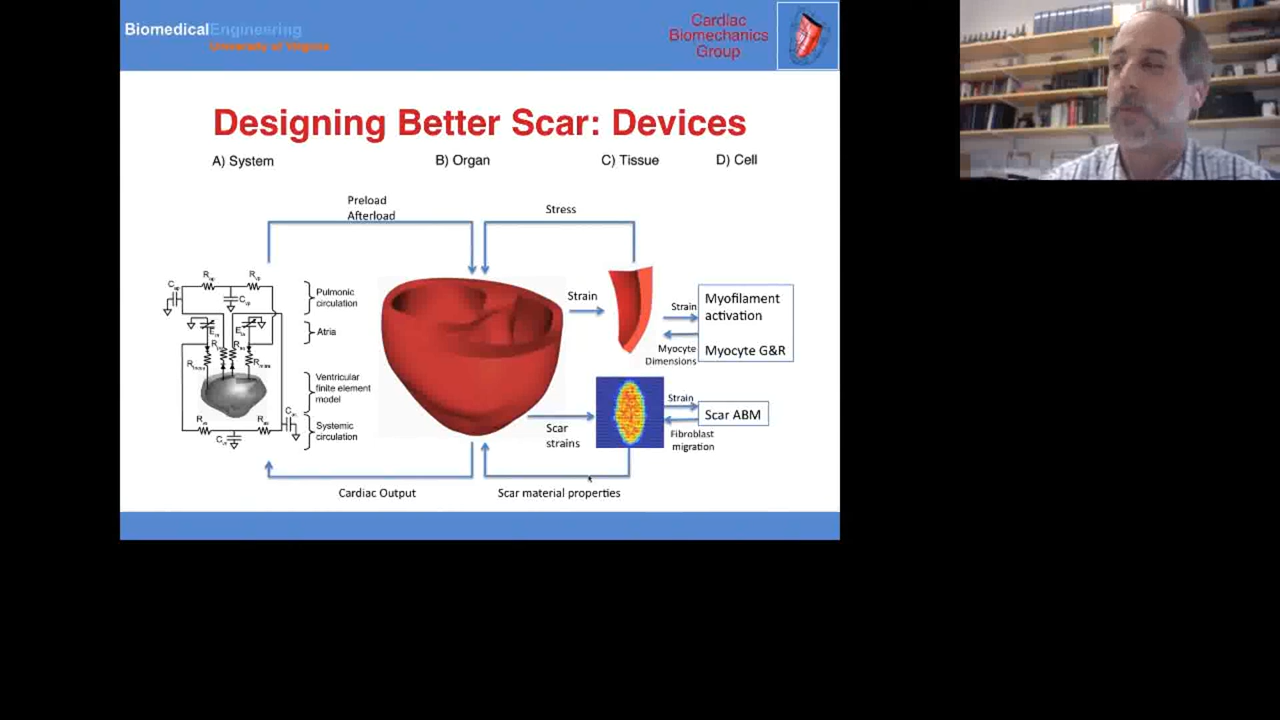 BiomedicalEngineering
University of Virginia
Cardiac
Biomechanics
Group
Designing Better Scar: Devices
A) System
B) Organ
C) Tissue
D) Cell
Preload
Afterload
Stress
Pulmonic
circulation
Atria
Ventricular
finite element
model
Systemic
circulation
Strain
Strain
Myofilament
activation
Myocyte
Dimensions
Myocyte G&R
Scar
strains
Strain
Scar ABM
Fibroblast
migration
Cardiac Output
Scar material properties